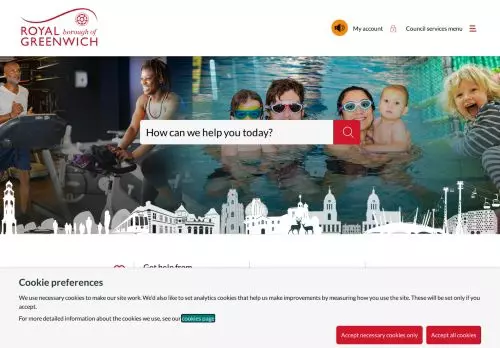 ROYAL borough of
GREENWICH
My account
Council services menu
How can we help you today?
Get help from
Cookie preferences
We use necessary cookies to make our site work. We'd also like to set analytics cookies that help us make improvements by measuring how you use the site. These will be set only if you
accept.
For more detailed information about the cookies we use, see our cookies page
Accept necessary cookies only
Accept all cookies